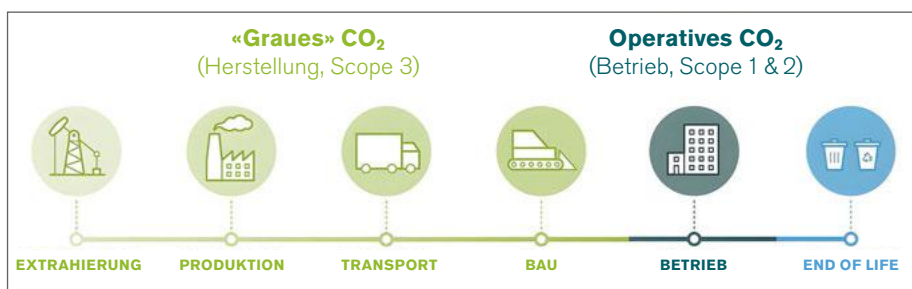 «Graues» CO₂
(Herstellung, Scope 3)
Operatives CO₂
(Betrieb, Scope 1 & 2)
EXTRAHIERUNG
PRODUKTION
TRANSPORT
BAU
BETRIEB
END OF LIFE